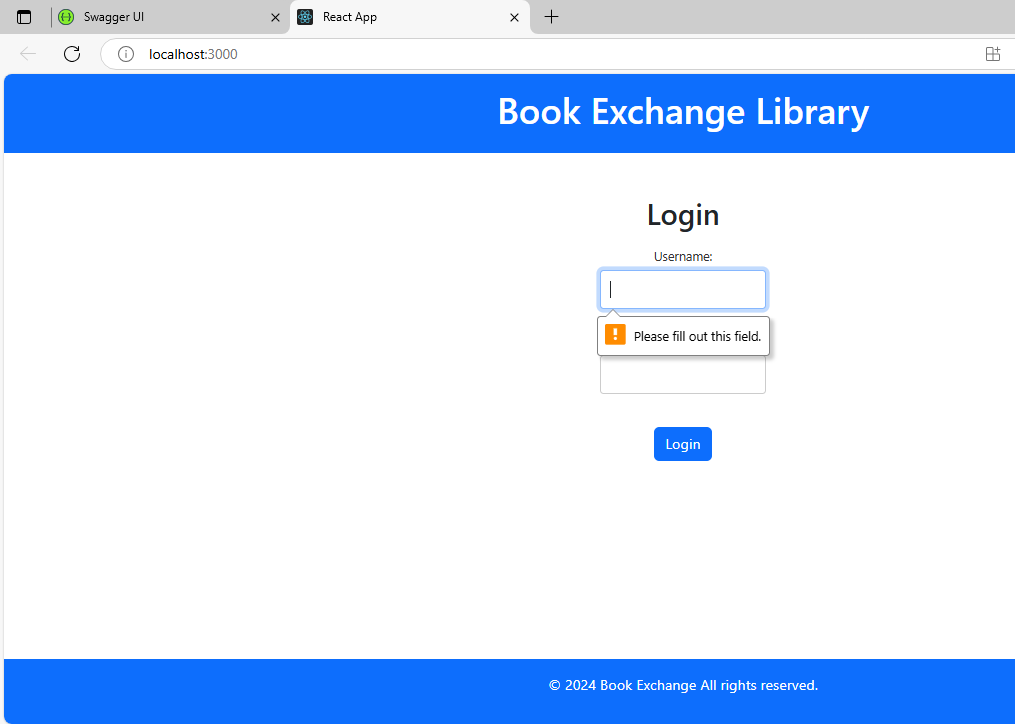 Swagger UI
React App
localhost:3000
Book Exchange Library
Login
Username:
Please fill out this field.
Login
© 2024 Book Exchange All rights reserved.